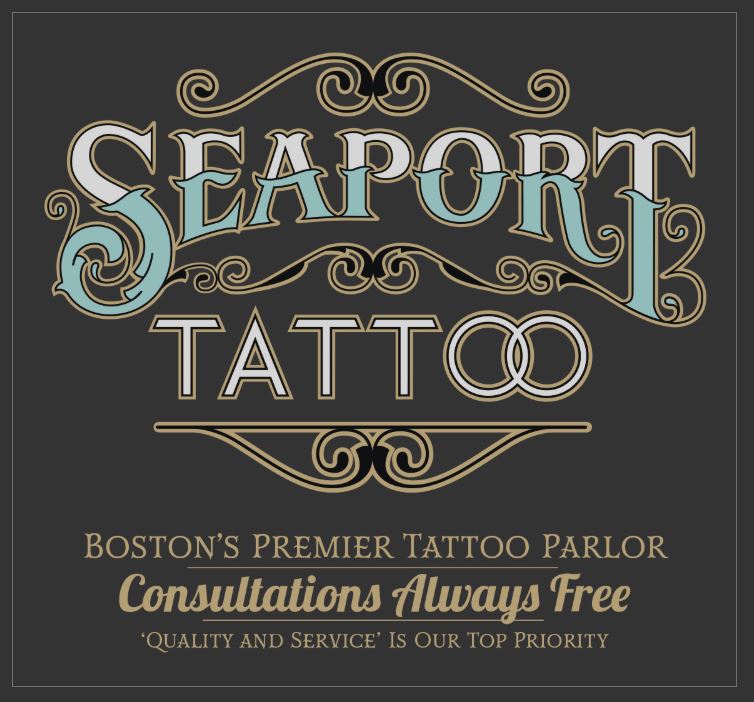 SEAPORT
TATTOO
BOSTON'S PREMIER TATTOO PARLOR
Consultations Always Free
'QUALITY AND SERVICE' IS OUR TOP PRIORITY